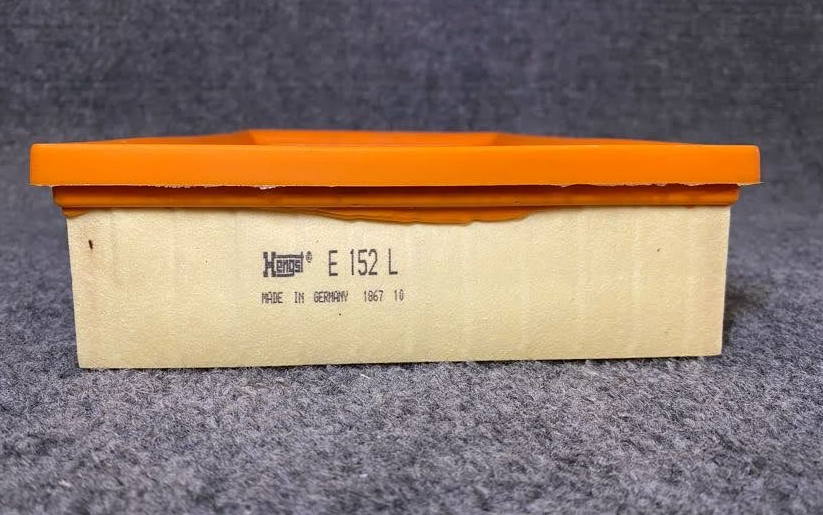 Hengst® E 152 L
MADE IN GERMANY 1867 10